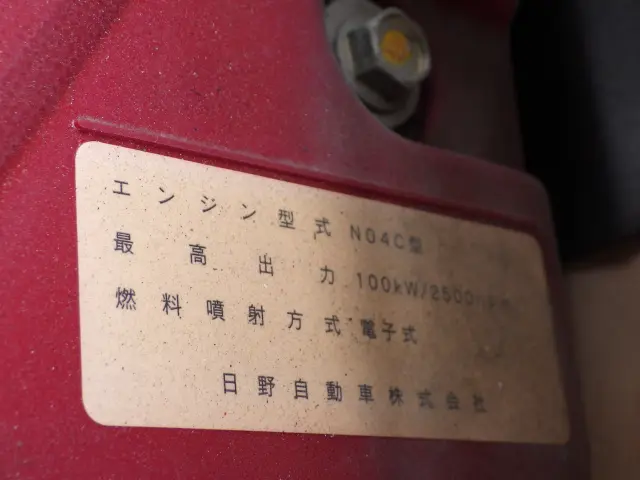 エンジン型式 N04C型
最高出力 100kW/2500
燃料噴射方式 電子式
日野自動車株式会社